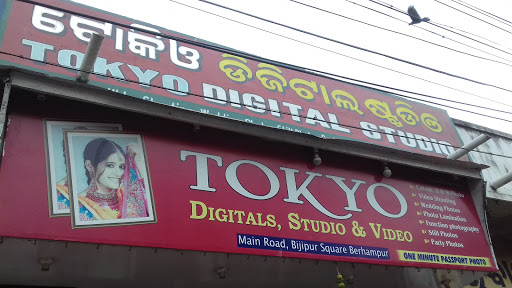 ଟୋକିଓ ଡିଜିଟାଲ ଷ୍ଟୁଡିଓ
TOKYO DIGITAL STUDIO
TOKYO
DIGITALS, STUDIO & VIDEO
Main Road, Bijipur Square Berhampur
Video Shooting
Wedding Photos
Photo Lamination
Function photography
Still Photos
Party Photos
ONE MINUTE PASSPORT PHOTO